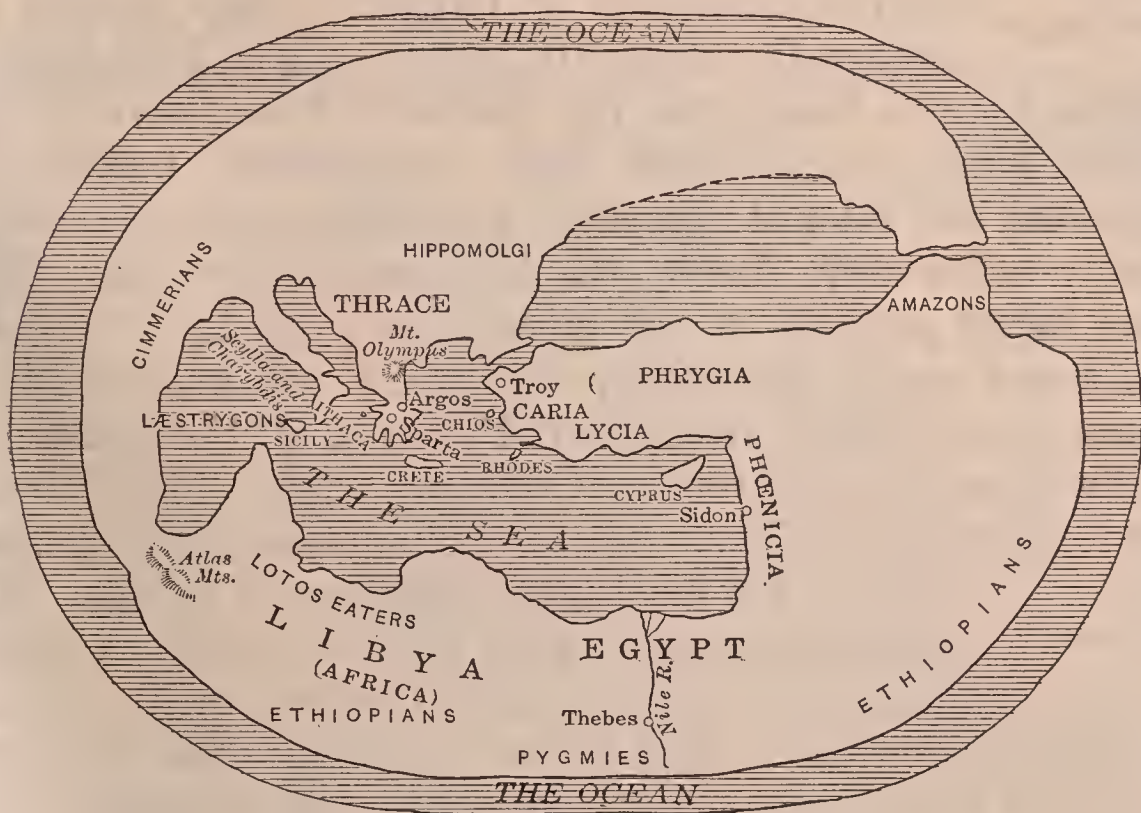 THE OCEAN
HIPPOMOLGI
CIMMERIANS
THRACE
AMAZONS
Mt.
Olympus
Scylla and
Charybdis
Troy
PHRYGIA
Argos
CARIA
LÆSTRYGONS
ITHACA
CHIOS
Sparta
LYCIA
SICILY
RHODES
CRETE
PHŒNICIA
CYPRUS
Sidon
THE SEA
Atlas
Mts.
LOTOS EATERS
LIBYA
(AFRICA)
EGYPT
ETHIOPIANS
ETHIOPIANS
Nile R.
Thebes
PYGMIES
THE OCEAN